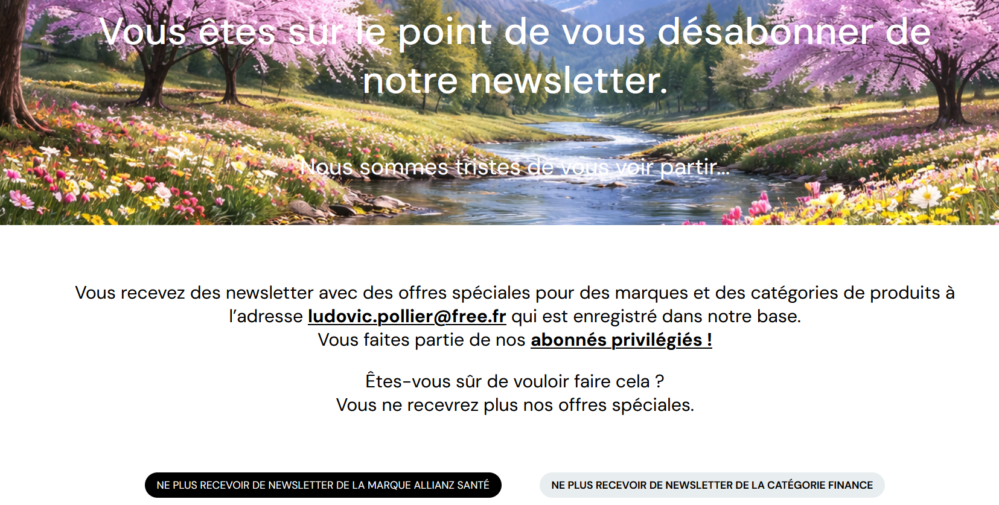 Vous êtes sur le point de vous désabonner de
notre newsletter.
Nous sommes tristes de vous voir partir...
Vous recevez des newsletter avec des offres spéciales pour des marques et des catégories de produits à
l’adresse ludovic.pollier@free.fr qui est enregistré dans notre base.
Vous faites partie de nos abonnés privilégiés !
Êtes-vous sûr de vouloir faire cela ?
Vous ne recevrez plus nos offres spéciales.
NE PLUS RECEVOIR DE NEWSLETTER DE LA MARQUE ALLIANZ SANTÉ
NE PLUS RECEVOIR DE NEWSLETTER DE LA CATÉGORIE FINANCE